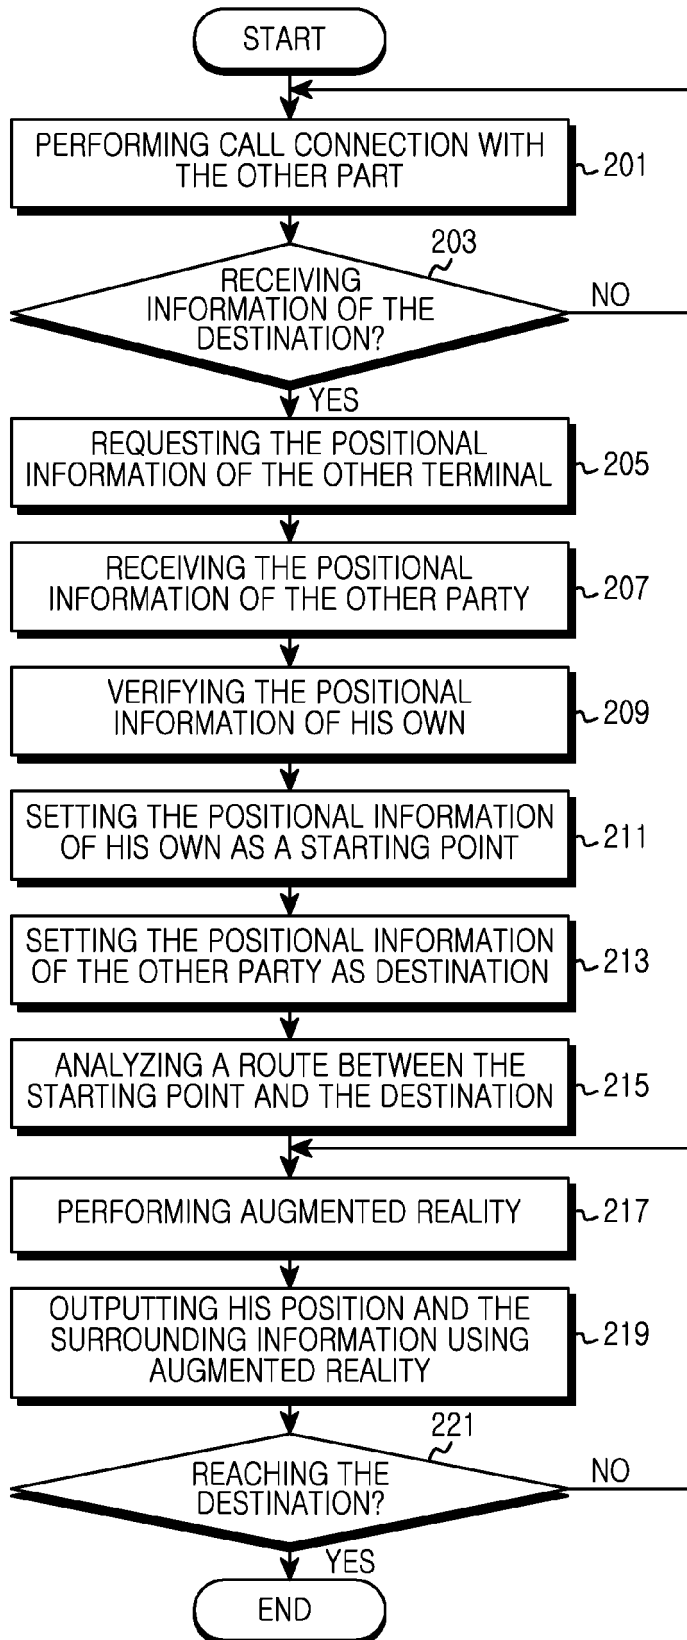 START
PERFORMING CALL CONNECTION WITH
THE OTHER PART
201
203
RECEIVING
INFORMATION OF THE
DESTINATION?
NO
YES
REQUESTING THE POSITIONAL
INFORMATION OF THE OTHER TERMINAL
205
RECEIVING THE POSITIONAL
INFORMATION OF THE OTHER PARTY
207
VERIFYING THE POSITIONAL
INFORMATION OF HIS OWN
209
SETTING THE POSITIONAL INFORMATION
OF HIS OWN AS A STARTING POINT
211
SETTING THE POSITIONAL INFORMATION
OF THE OTHER PARTY AS DESTINATION
213
ANALYZING A ROUTE BETWEEN THE
STARTING POINT AND THE DESTINATION
215
PERFORMING AUGMENTED REALITY
217
OUTPUTTING HIS POSITION AND THE
SURROUNDING INFORMATION USING
AUGMENTED REALITY
219
221
REACHING THE
DESTINATION?
NO
YES
END